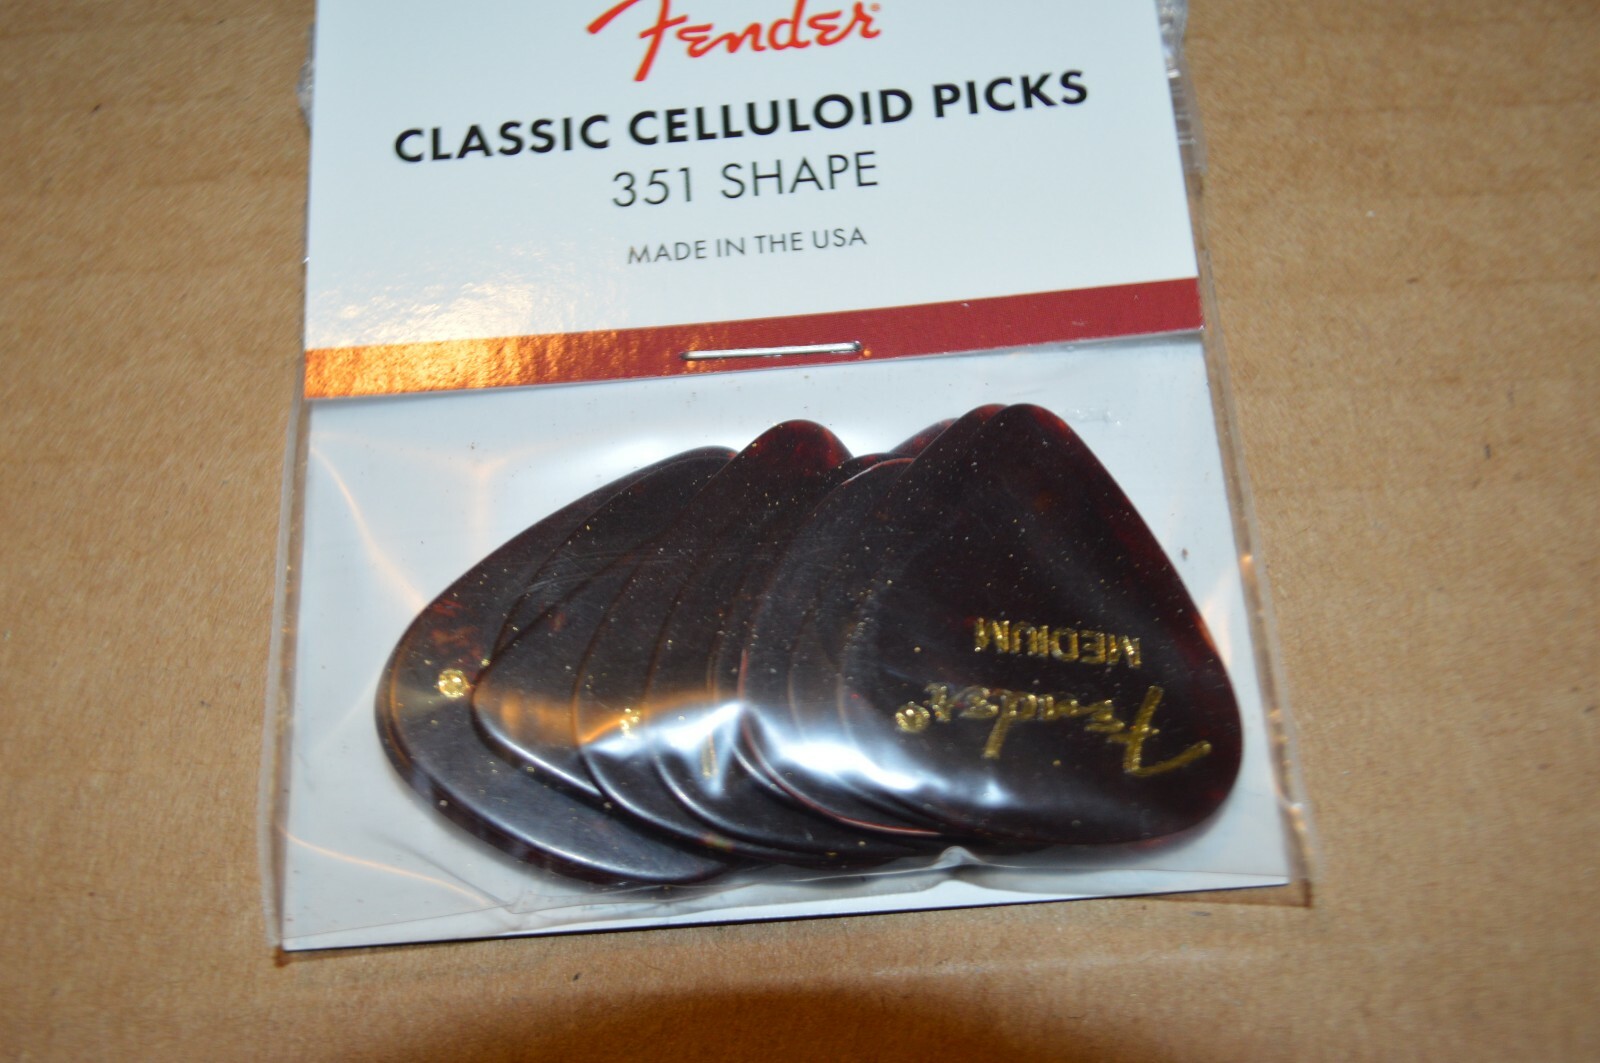 Fender®
CLASSIC CELLULOID PICKS
351 SHAPE
MADE IN THE USA
Fender®
MEDIUM